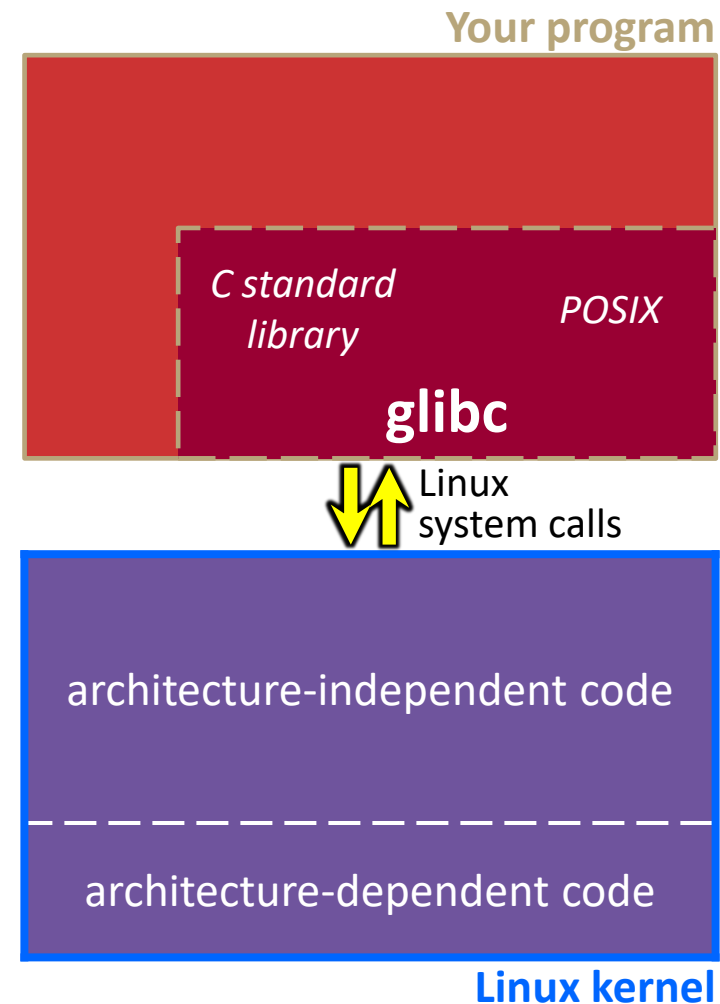 Your program
C standard
library
POSIX
glibc
Linux
system calls
architecture-independent code
architecture-dependent code
Linux kernel